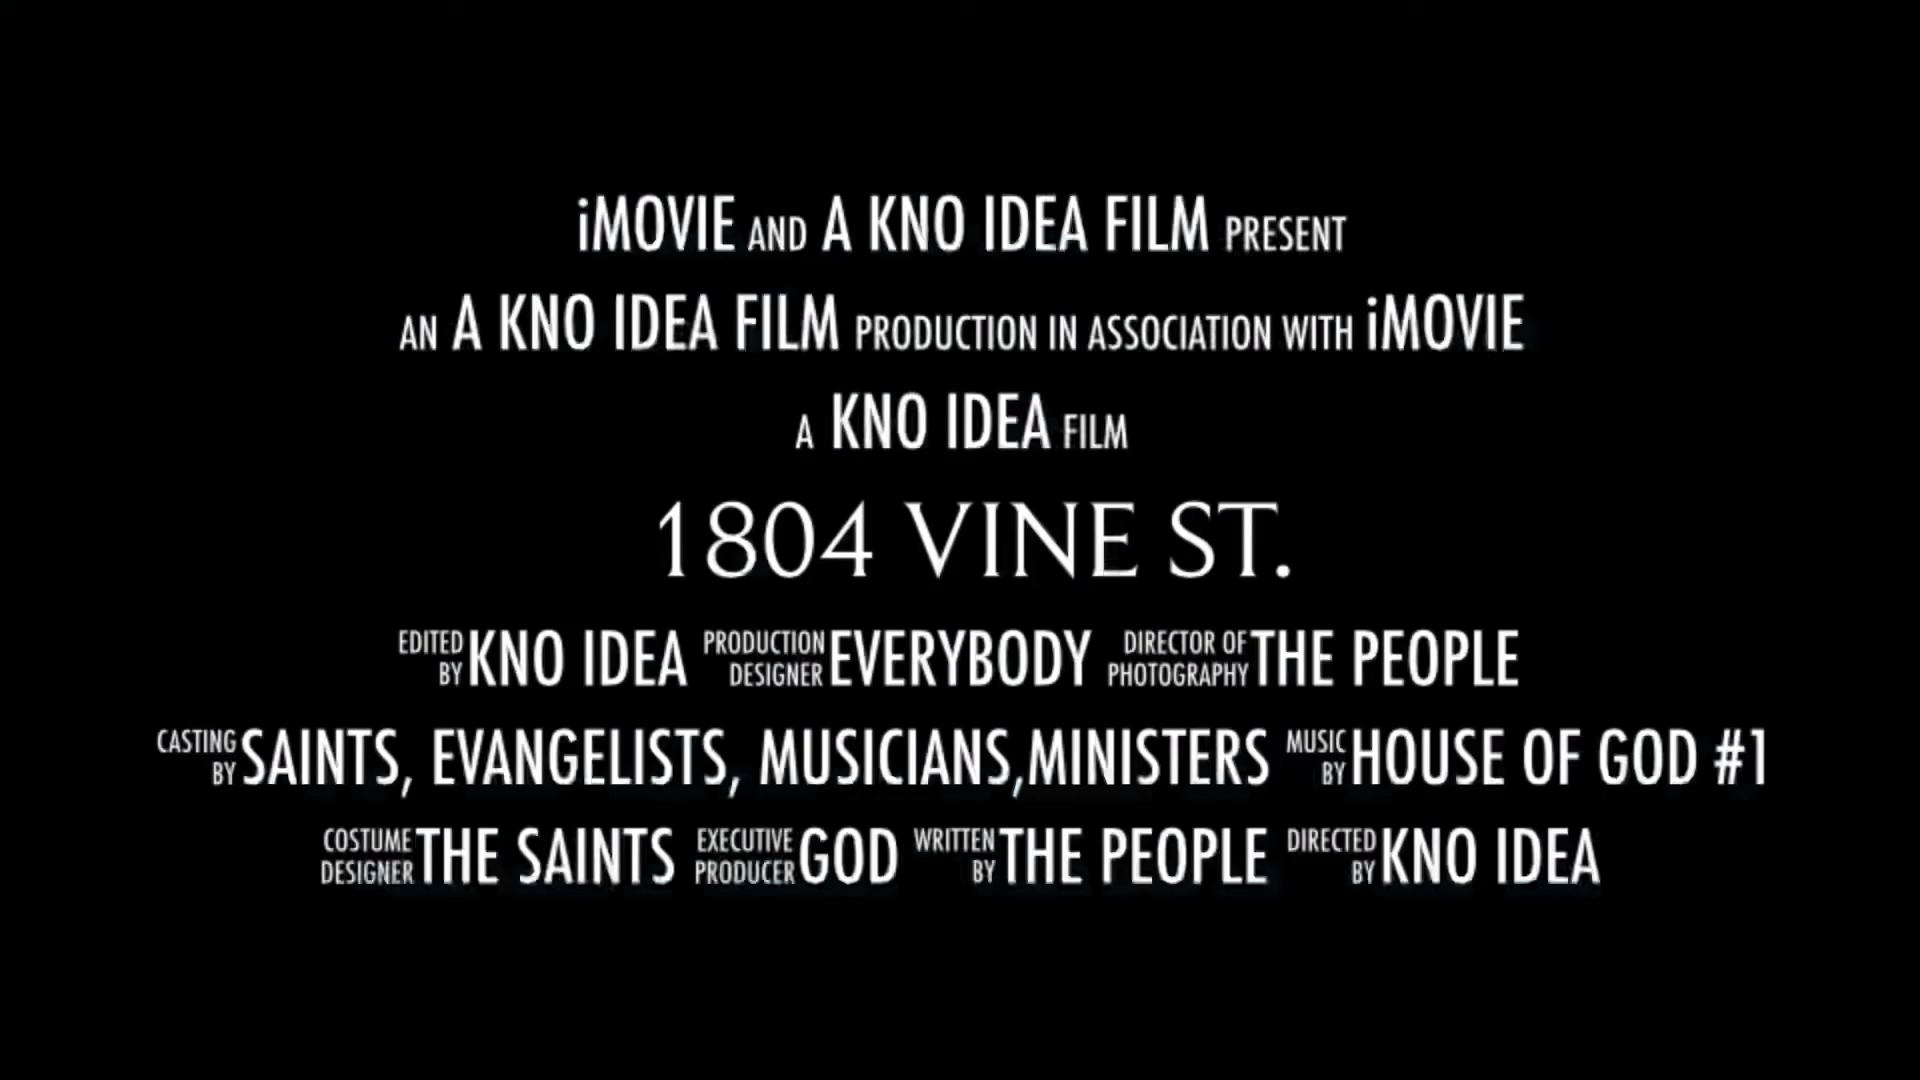 iMOVIE AND A KNO IDEA FILM PRESENT
AN A KNO IDEA FILM PRODUCTION IN ASSOCIATION WITH iMOVIE
A KNO IDEA FILM
1804 VINE ST.
EDITED BY KNO IDEA PRODUCTION DESIGNER EVERYBODY DIRECTOR OF PHOTOGRAPHY THE PEOPLE
CASTING BY SAINTS, EVANGELISTS, MUSICIANS,MINISTERS MUSIC BY HOUSE OF GOD #1
COSTUME DESIGNER THE SAINTS EXECUTIVE PRODUCER GOD WRITTEN BY THE PEOPLE DIRECTED BY KNO IDEA